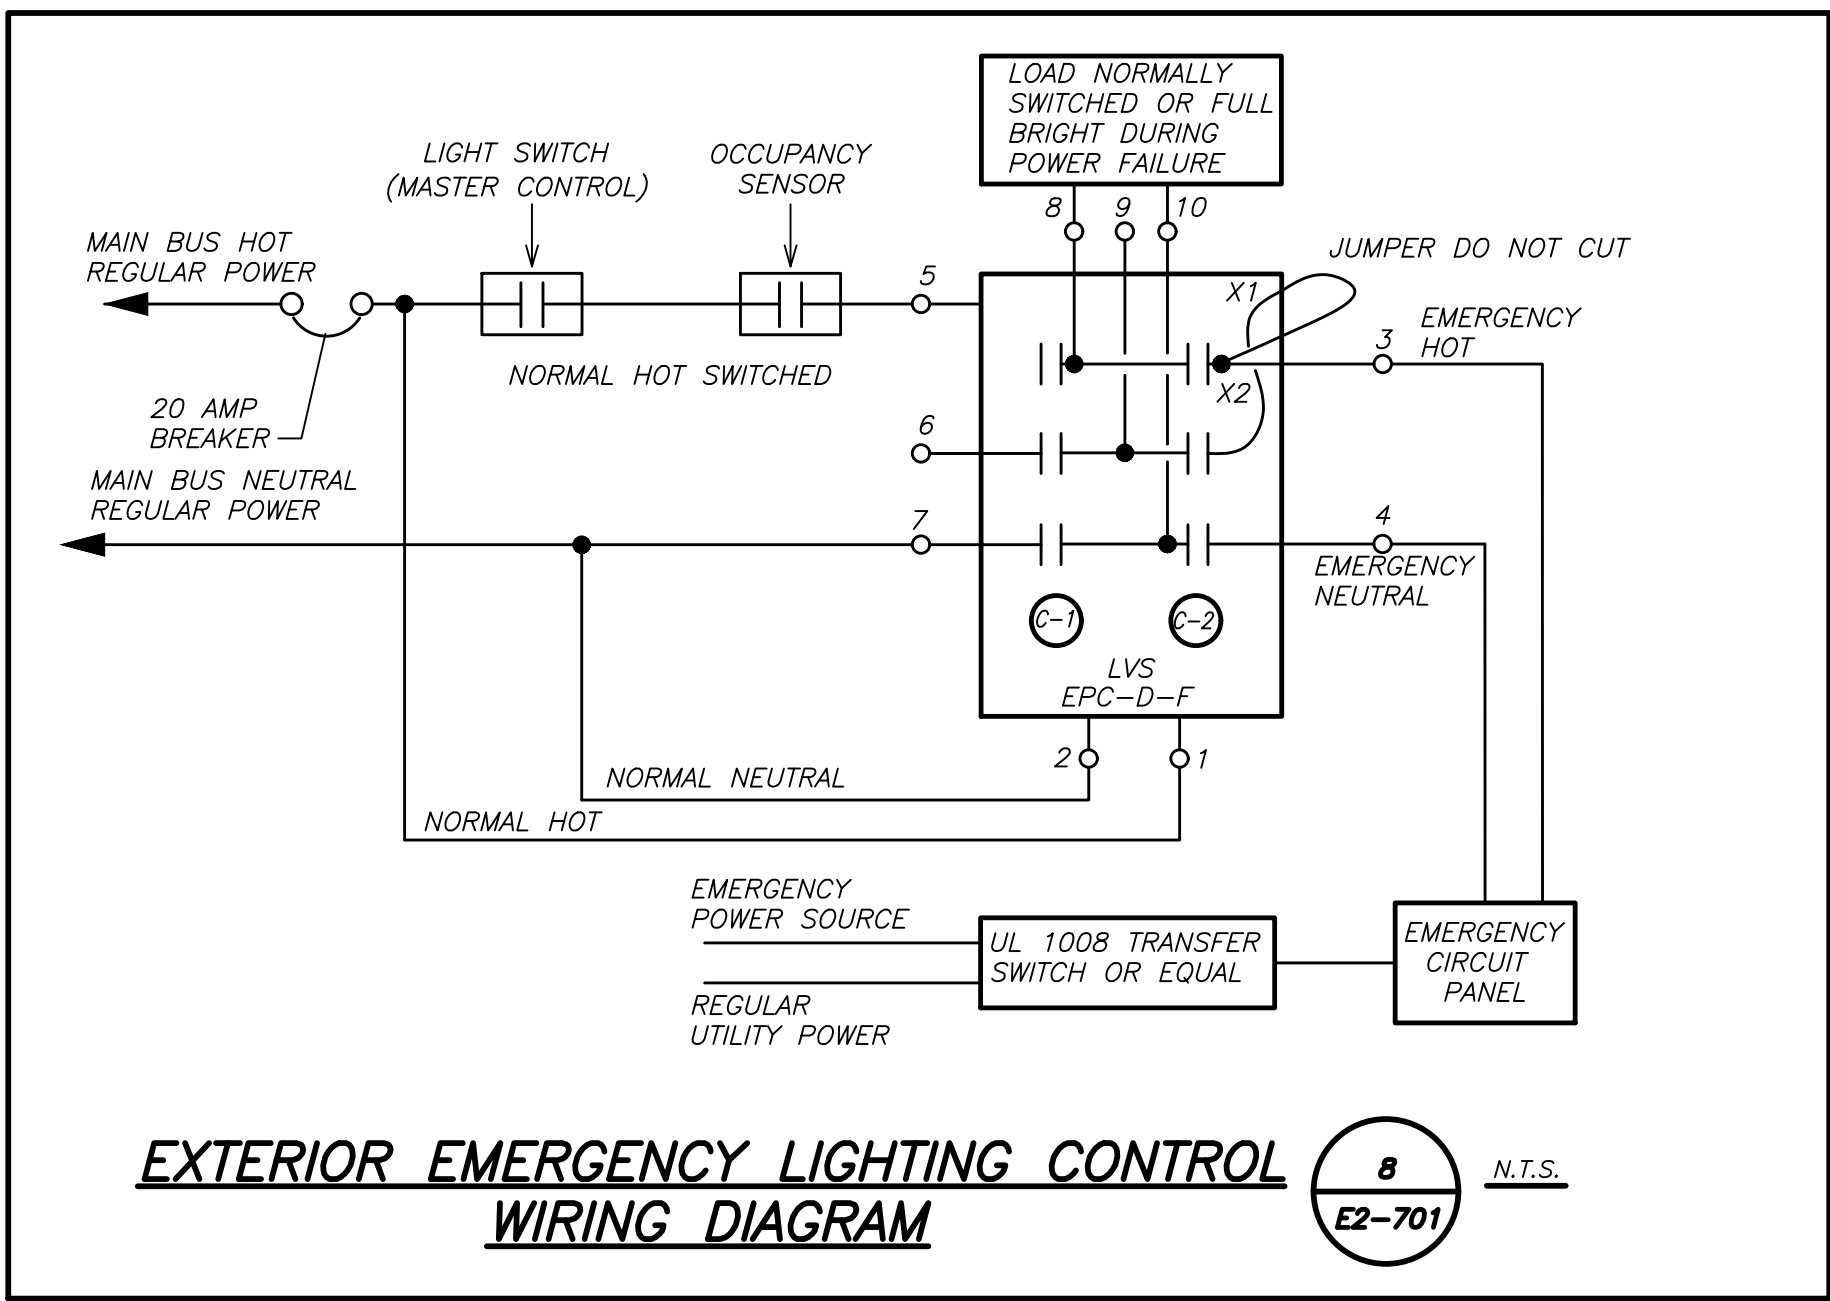 LOAD NORMALLY
SWITCHED OR FULL
BRIGHT DURING
POWER FAILURE
LIGHT SWITCH
(MASTER CONTROL)
OCCUPANCY
SENSOR
8
9
10
MAIN BUS HOT
REGULAR POWER
5
JUMPER DO NOT CUT
X1
EMERGENCY
HOT
3
NORMAL HOT SWITCHED
X2
20 AMP
BREAKER
6
MAIN BUS NEUTRAL
REGULAR POWER
7
4
EMERGENCY
NEUTRAL
C-1
C-2
LVS
EPC-D-F
2
1
NORMAL NEUTRAL
NORMAL HOT
EMERGENCY
POWER SOURCE
UL 1008 TRANSFER
SWITCH OR EQUAL
EMERGENCY
CIRCUIT
PANEL
REGULAR
UTILITY POWER
EXTERIOR EMERGENCY LIGHTING CONTROL
WIRING DIAGRAM
8
E2-701
N.T.S.